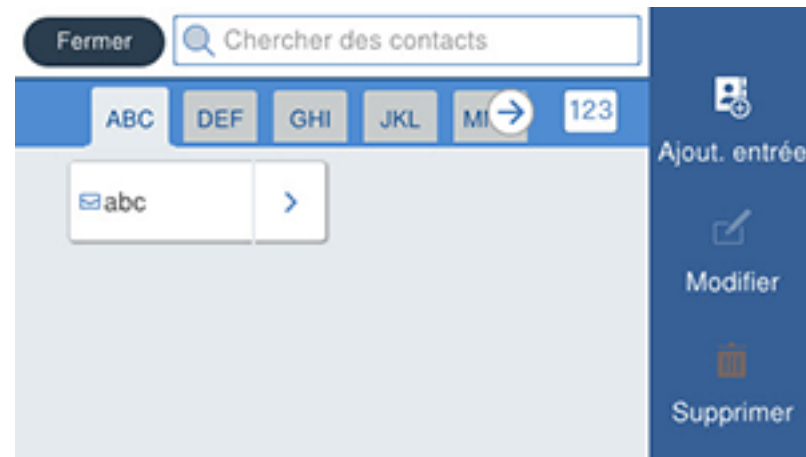 Fermer
Chercher des contacts
ABC DEF GHI JKL 123
abc
Ajout. entrée
Modifier
Supprimer